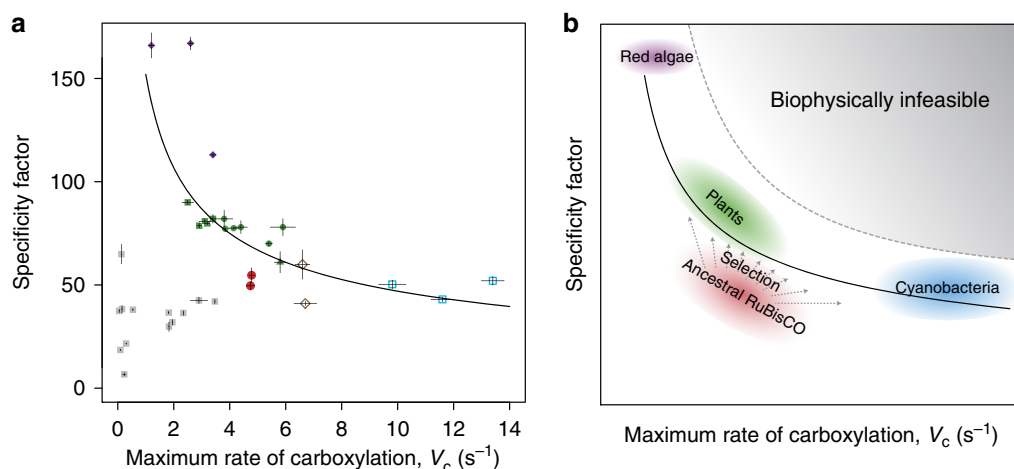 a
Specificity factor
150
100
50
0
0 2 4 6 8 10 12 14
Maximum rate of carboxylation, Vc (s⁻¹)
b
Specificity factor
Red algae
Biophysically infeasible
Plants
Selection
Ancestral RuBisCO
Cyanobacteria
Maximum rate of carboxylation, Vc (s⁻¹)